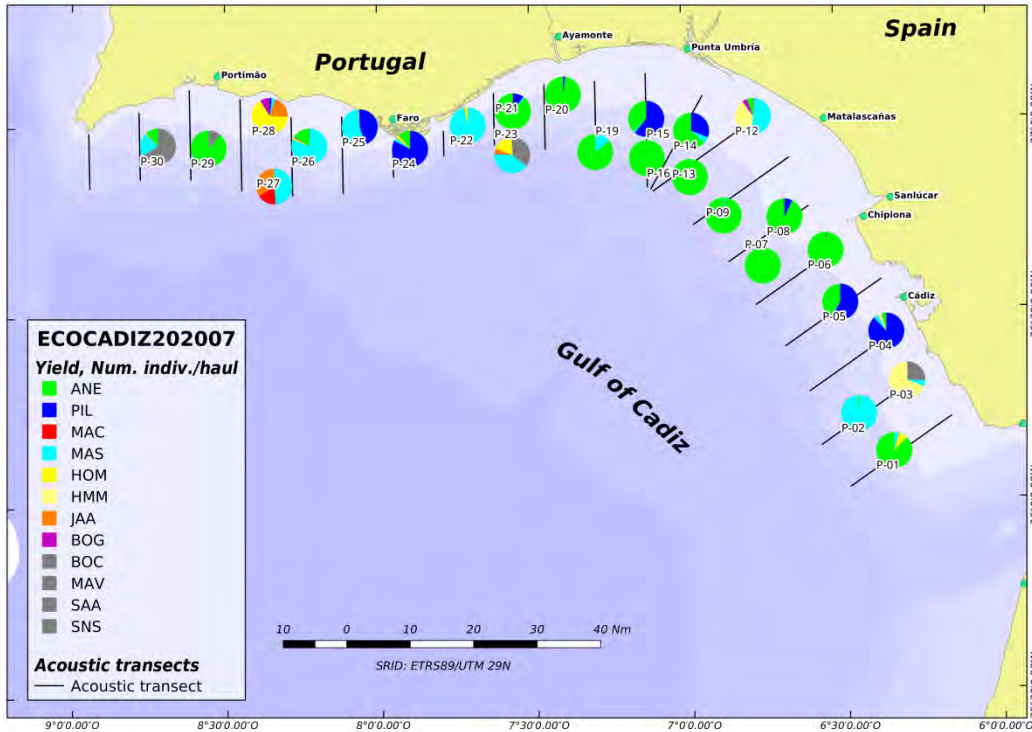 Spain
Ayamonte
Punta Umbría
Portugal
Portimão
Matalascañas
Faro
P-28
P-25
P-22
P-21
P-20
P-15
P-12
P-30
P-29
P-26
P-24
P-23
P-19
P-14
P-27
P-16
P-13
Sanlúcar
Chipiona
P-09
P-08
P-07
P-06
Cádiz
P-05
P-04
P-03
P-02
P-01
Gulf of Cadiz
ECOCADIZ202007
Yield, Num. indiv./haul
ANE
PIL
MAC
MAS
HOM
HMM
JAA
BOG
BOC
MAV
SAA
SNS
Acoustic transects
Acoustic transect
10 0 10 20 30 40 Nm
SRID: ETRS89/UTM 29N
9°0'0.00"O 8°30'0.00"O 8°0'0.00"O 7°30'0.00"O 7°0'0.00"O 6°30'0.00"O 6°0'0.00"O